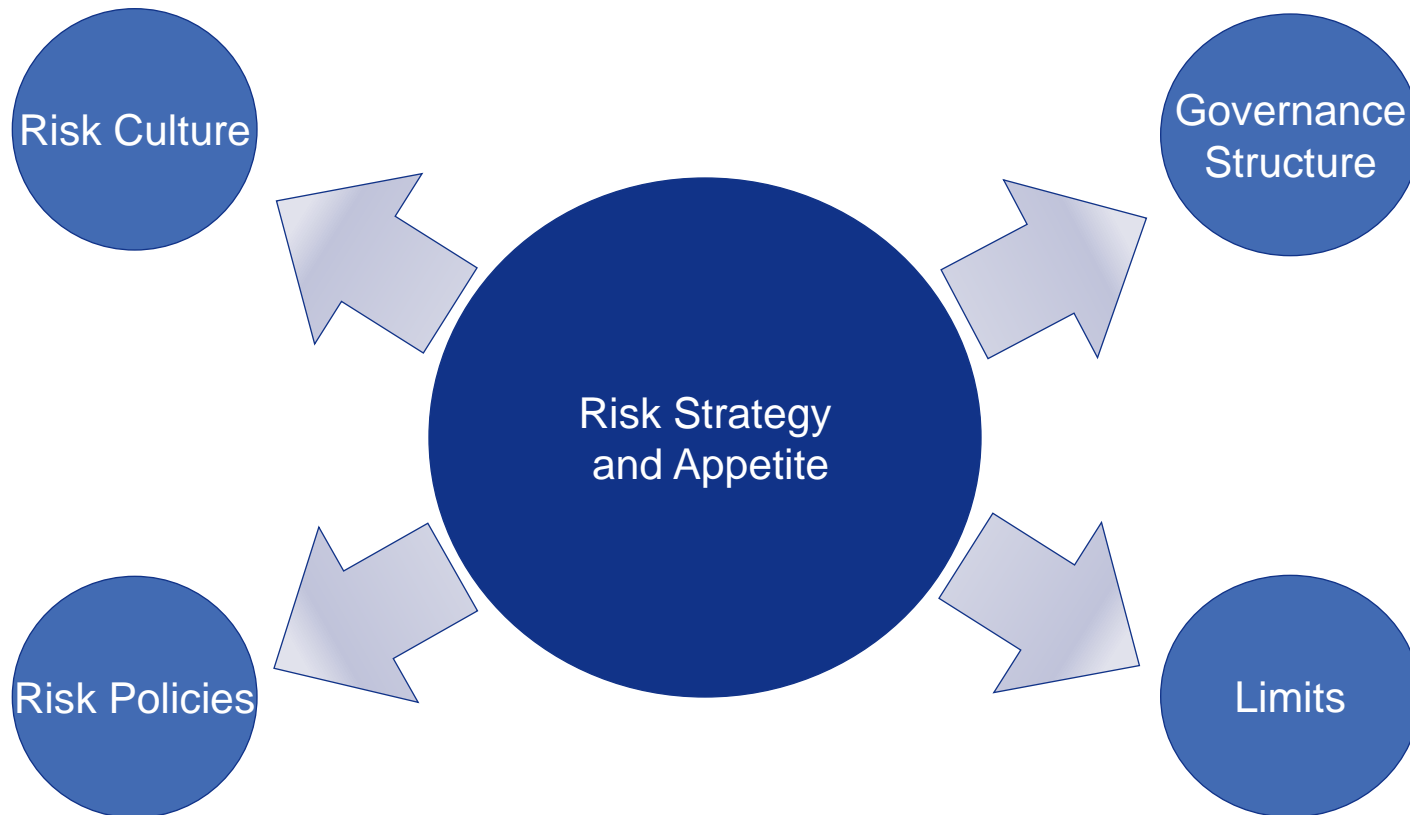 Risk Culture
Governance
Structure
Risk Strategy
and Appetite
Risk Policies
Limits